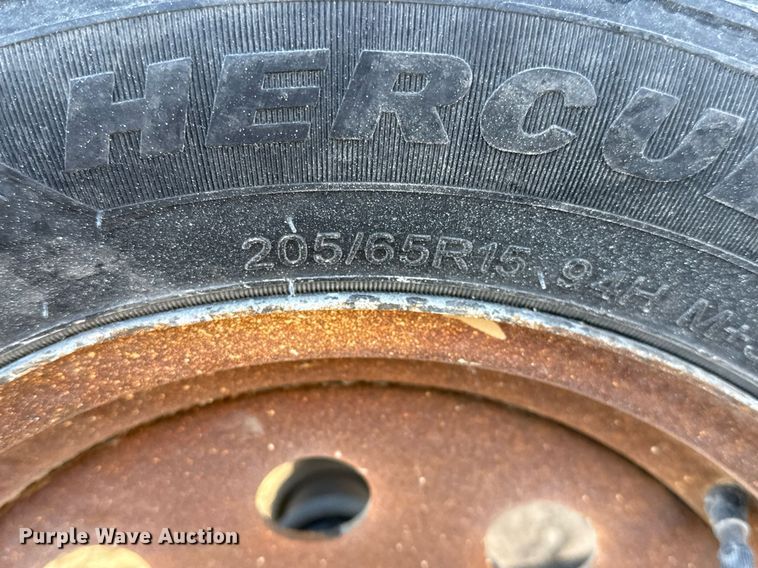 HERCU
205/65R15 94H M+S
Purple Wave Auction